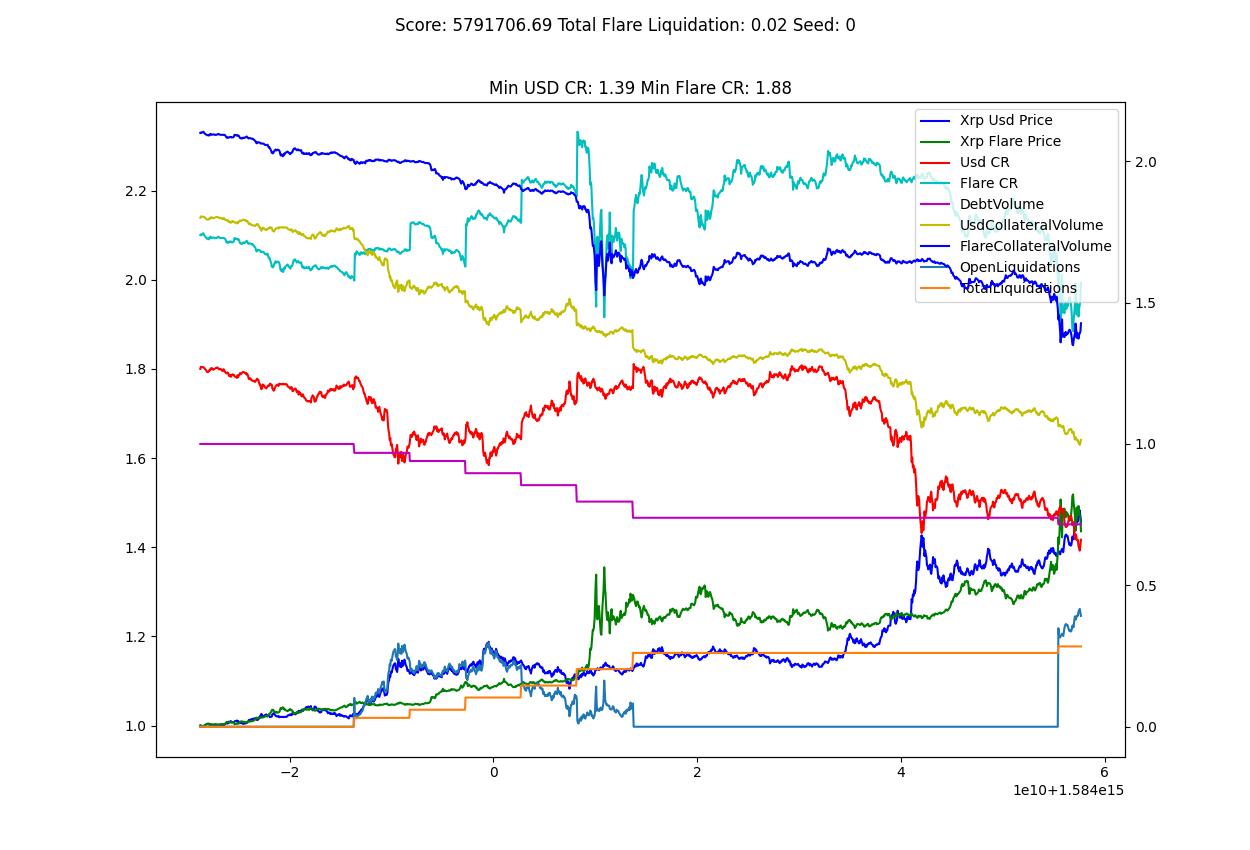 Score: 5791706.69 Total Flare Liquidation: 0.02 Seed: 0
Min USD CR: 1.39 Min Flare CR: 1.88
Xrp Usd Price
Xrp Flare Price
Usd CR
Flare CR
DebtVolume
UsdCollateralVolume
FlareCollateralVolume
OpenLiquidations
TotalLiquidations
2.2
2.0
1.8
1.6
1.4
1.2
1.0
2.0
1.5
1.0
0.5
0.0
−2 0 2 4 6
1e10+1.584e15